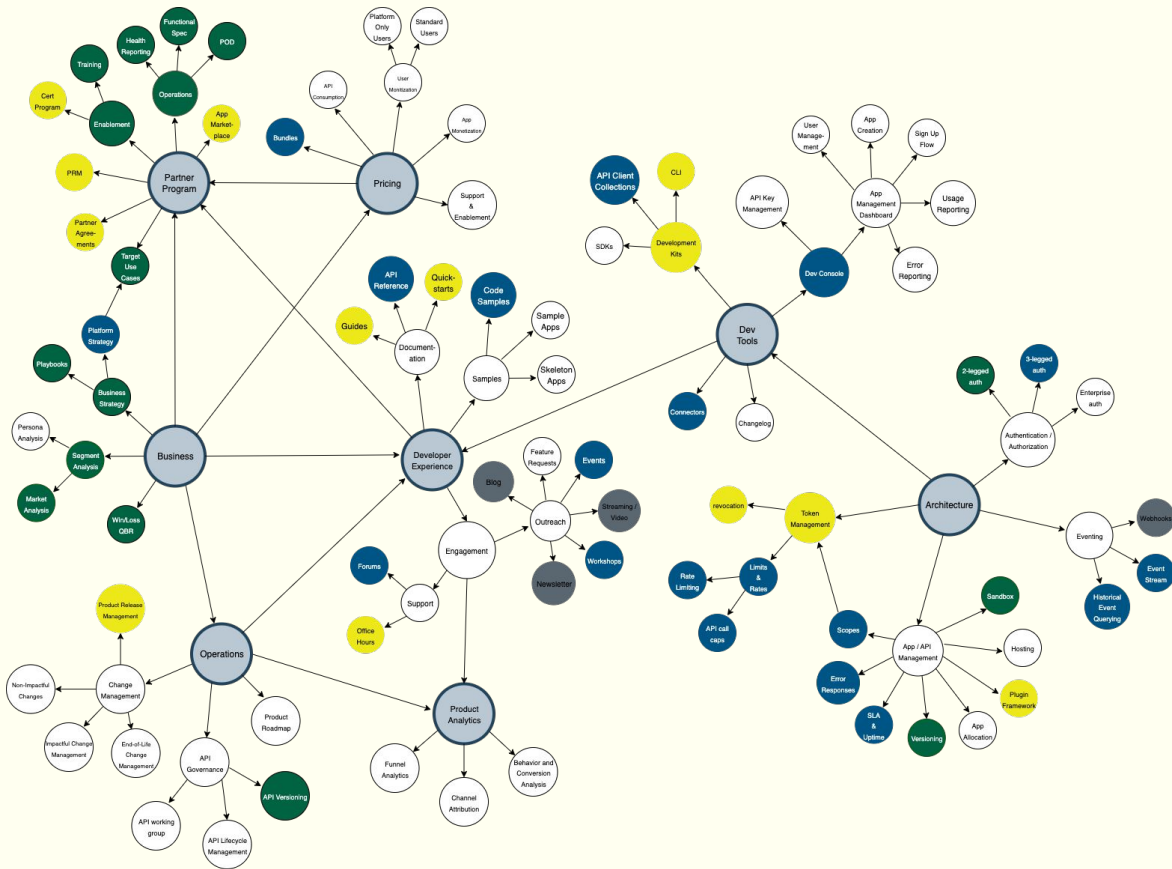 Platform
Only
Users
Standard
Users
Functional
Spec
Health
Reporting
POD
Training
Operations
User
Monitization
API
Consumption
Cert
Program
Enablement
App
Market-
place
App
Monetization
Bundles
PRM
Partner
Program
Pricing
Support
&
Enablement
Partner
Agree-
ments
Target
Use
Cases
User
Manage-
ment
App
Creation
Sign Up
Flow
API Client
Collections
CLI
API Key
Management
App
Management
Dashboard
Usage
Reporting
SDKs
Development
Kits
Dev Console
Error
Reporting
API
Reference
Quick-
starts
Code
Samples
Guides
Document-
ation
Sample
Apps
Samples
Skeleton
Apps
Dev
Tools
Platform
Strategy
Playbooks
Business
Strategy
Connectors
Changelog
2-legged
auth
3-legged
auth
Enterprise
auth
Authentication /
Authorization
Persona
Analysis
Segment
Analysis
Business
Market
Analysis
Win/Loss
QBR
Developer
Experience
Feature
Requests
Events
Blog
Streaming /
Video
Outreach
Engagement
Workshops
Newsletter
Forums
Support
Office
Hours
revocation
Token
Management
Architecture
Webhooks
Eventing
Event
Stream
Historical
Event
Querying
Rate
Limiting
Limits
&
Rates
API call
caps
Sandbox
Scopes
App / API
Management
Hosting
Error
Responses
Plugin
Framework
SLA
&
Uptime
Versioning
App
Allocation
Product Release
Management
Operations
Non-Impactful
Changes
Change
Management
Product
Roadmap
Impactful Change
Management
End-of-Life
Change
Management
API
Governance
API Versioning
API working
group
API Lifecycle
Management
Product
Analytics
Funnel
Analytics
Channel
Attribution
Behavior and
Conversion
Analysis